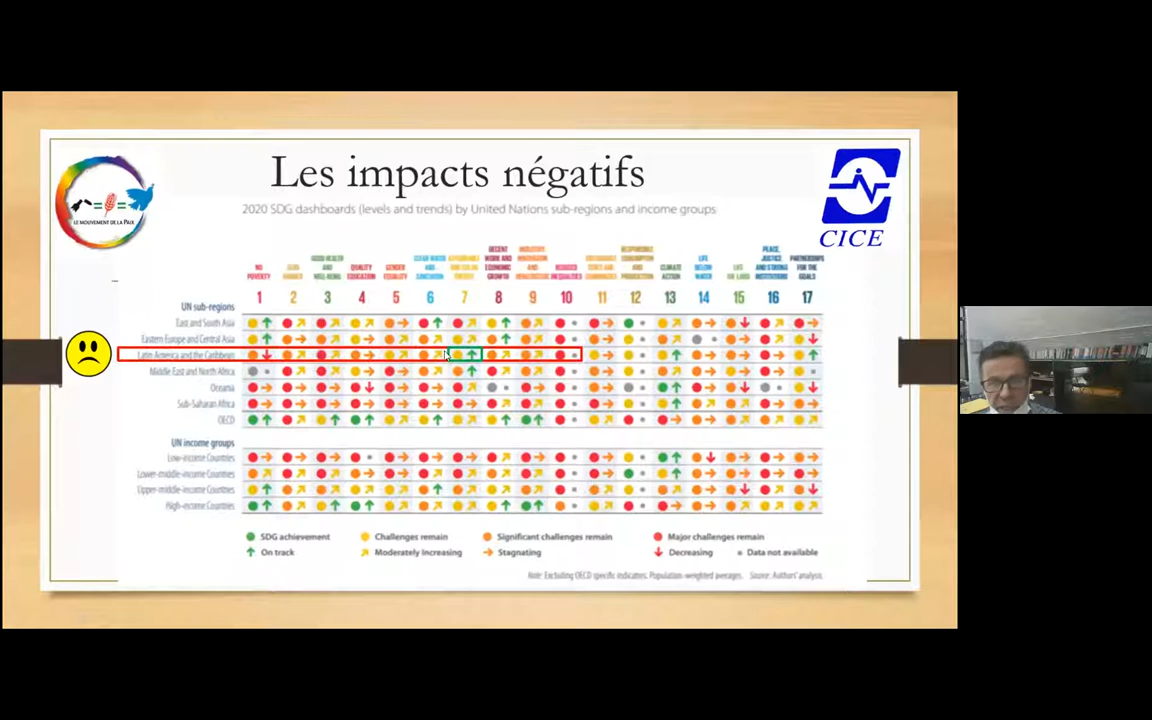 Les impacts négatifs
LE MOUVEMENT DE LA PAIX
CICE
2020 SDG dashboards (levels and trends) by United Nations sub-regions and income groups
NO POVERTY
GOOD HEALTH AND WELL-BEING
QUALITY EDUCATION
GENDER EQUALITY
CLEAN WATER AND SANITATION
DECENT WORK AND ECONOMIC GROWTH
REDUCED INEQUALITIES
RESPONSIBLE CONSUMPTION AND PRODUCTION
CLIMATE ACTION
LIFE BELOW WATER
LIFE ON LAND
PEACE, JUSTICE AND STRONG INSTITUTIONS
PARTNERSHIPS FOR THE GOALS
1 2 3 4 5 6 7 8 9 10 11 12 13 14 15 16 17
UN sub-regions
East and South Asia
Eastern Europe and Central Asia
Latin America and the Caribbean
Middle East and North Africa
Oceania
Sub-Saharan Africa
OECD
UN income groups
Low-income Countries
Lower-middle-income Countries
Upper-middle-income Countries
High-income Countries
SDG achievement Challenges remain Significant challenges remain Major challenges remain
On track Moderately Increasing Stagnating Decreasing Data not available
Note: Excluding OECD specific indicators. Population-weighted averages. Source: Authors' analysis.